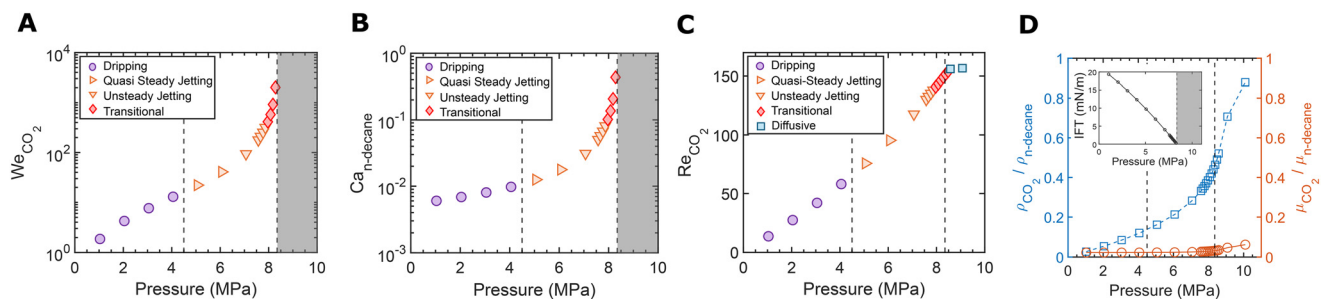 A
We_CO2
10^4
10^2
10^0
Dripping
Quasi Steady Jetting
Unsteady Jetting
Transitional
0 2 4 6 8 10
Pressure (MPa)
B
Ca_n-decane
10^0
10^-1
10^-2
10^-3
Dripping
Quasi Steady Jetting
Unsteady Jetting
Transitional
0 2 4 6 8 10
Pressure (MPa)
C
Re_CO2
150
100
50
0
Dripping
Quasi-Steady Jetting
Unsteady Jetting
Transitional
Diffusive
0 2 4 6 8 10
Pressure (MPa)
D
ρ_CO2 / ρ_n-decane
1
0.8
0.6
0.4
0.2
0
IFT (mN/m)
20
15
10
5
0
0 5 10
Pressure (MPa)
μ_CO2 / μ_n-decane
1
0.8
0.6
0.4
0.2
0
0 2 4 6 8 10
Pressure (MPa)